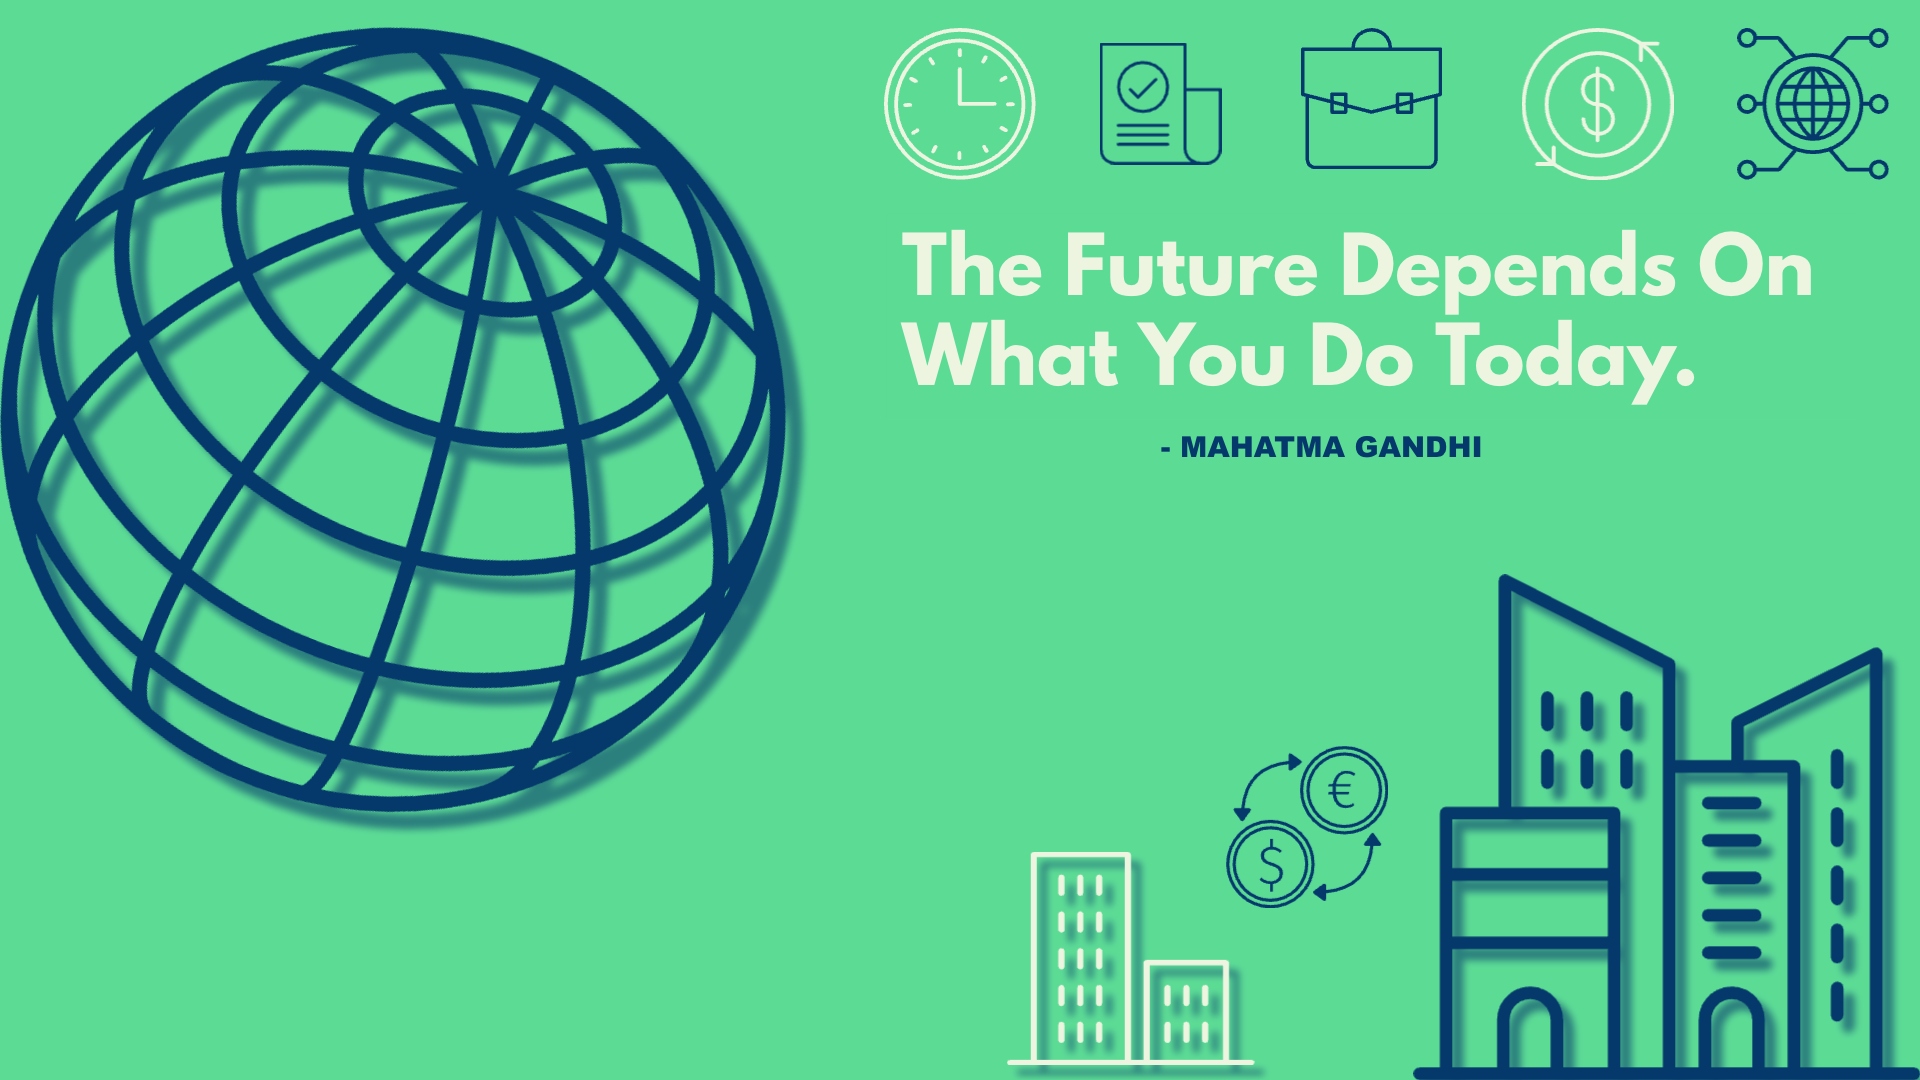 $
The Future Depends On
What You Do Today.
- MAHATMA GANDHI
€
$